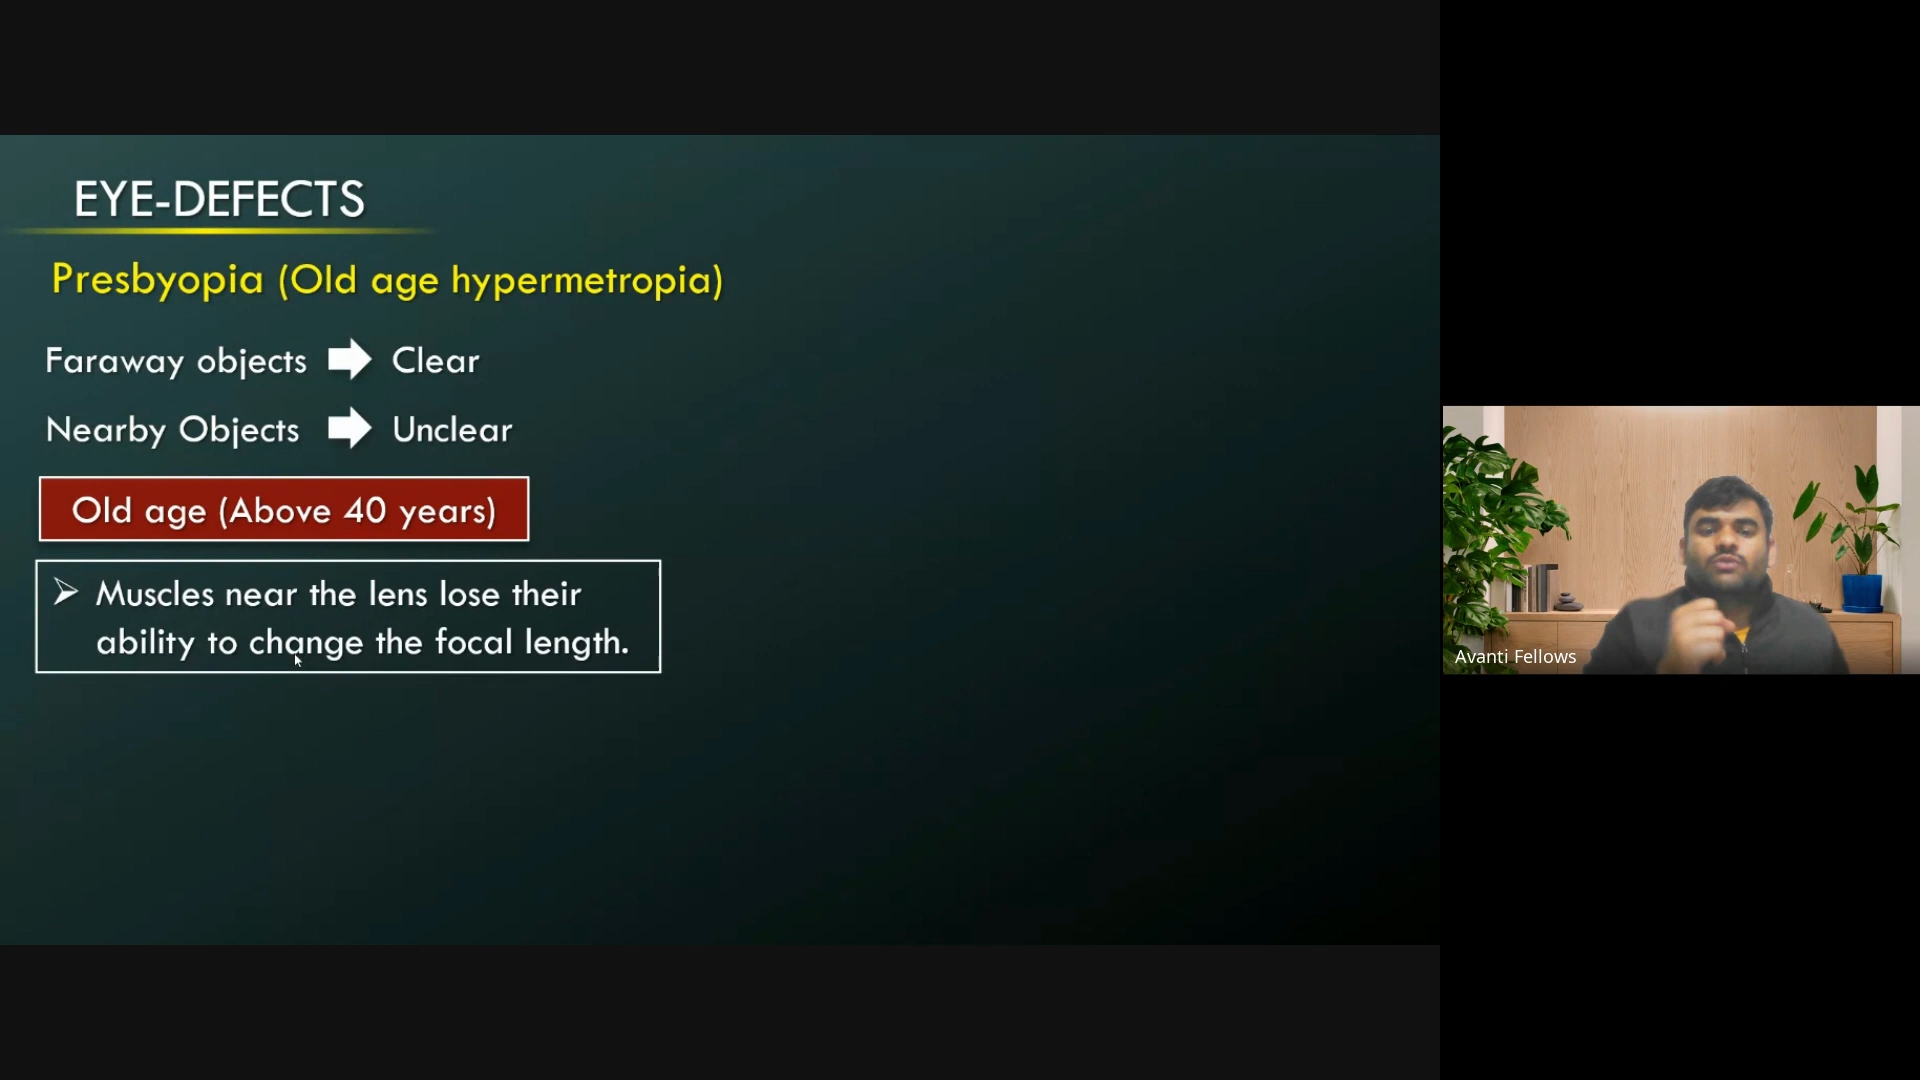 EYE-DEFECTS
Presbyopia (Old age hypermetropia)
Faraway objects Clear
Nearby Objects Unclear
Old age (Above 40 years)
Muscles near the lens lose their
ability to change the focal length.
Avanti Fellows